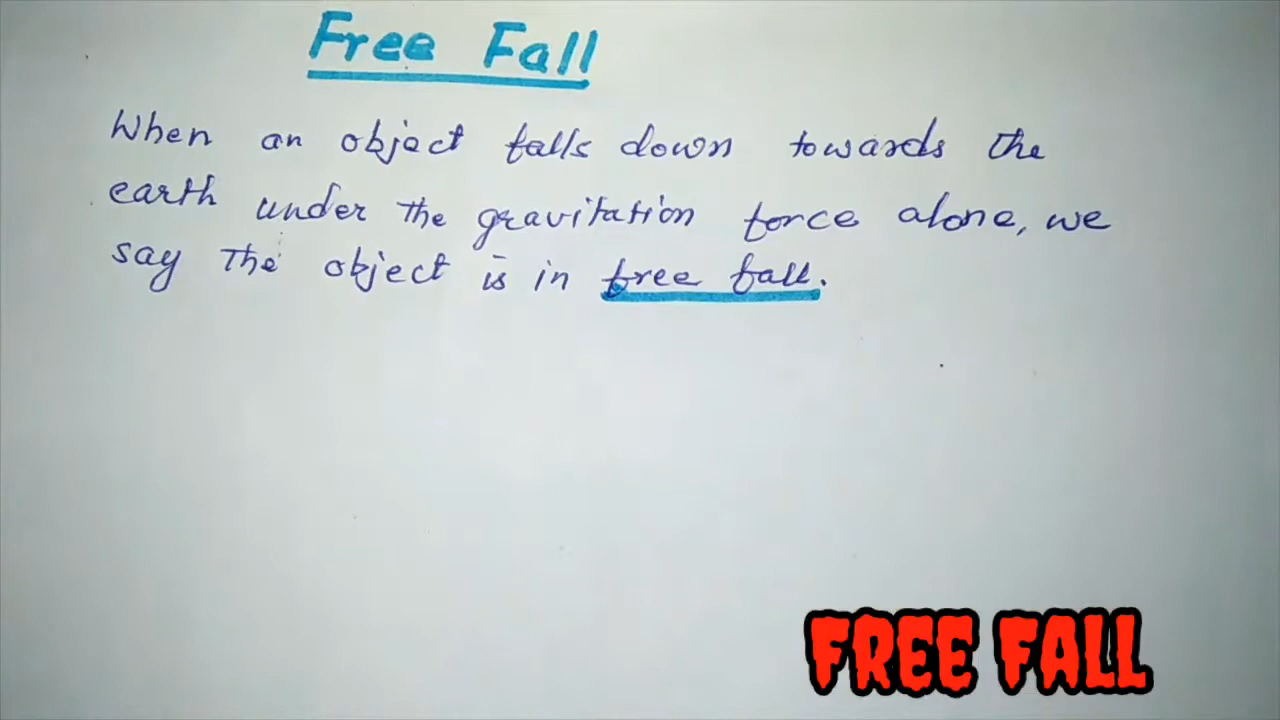 Free Fall
When an object falls down towards the
earth under the gravitation force alone, we
say the object is in free fall.
FREE FALL